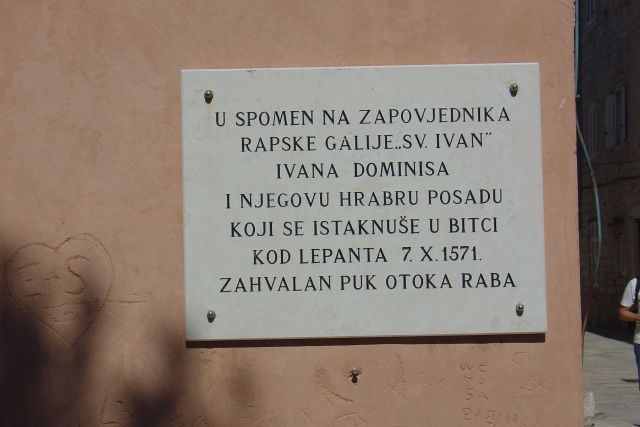 U SPOMEN NA ZAPOVJEDNIKA
RAPSKE GALIJE „SV. IVAN"
IVANA DOMINISA
I NJEGOVU HRABRU POSADU
KOJI SE ISTAKNUŠE U BITCI
KOD LEPANTA 7. X. 1571.
ZAHVALAN PUK OTOKA RABA
E S